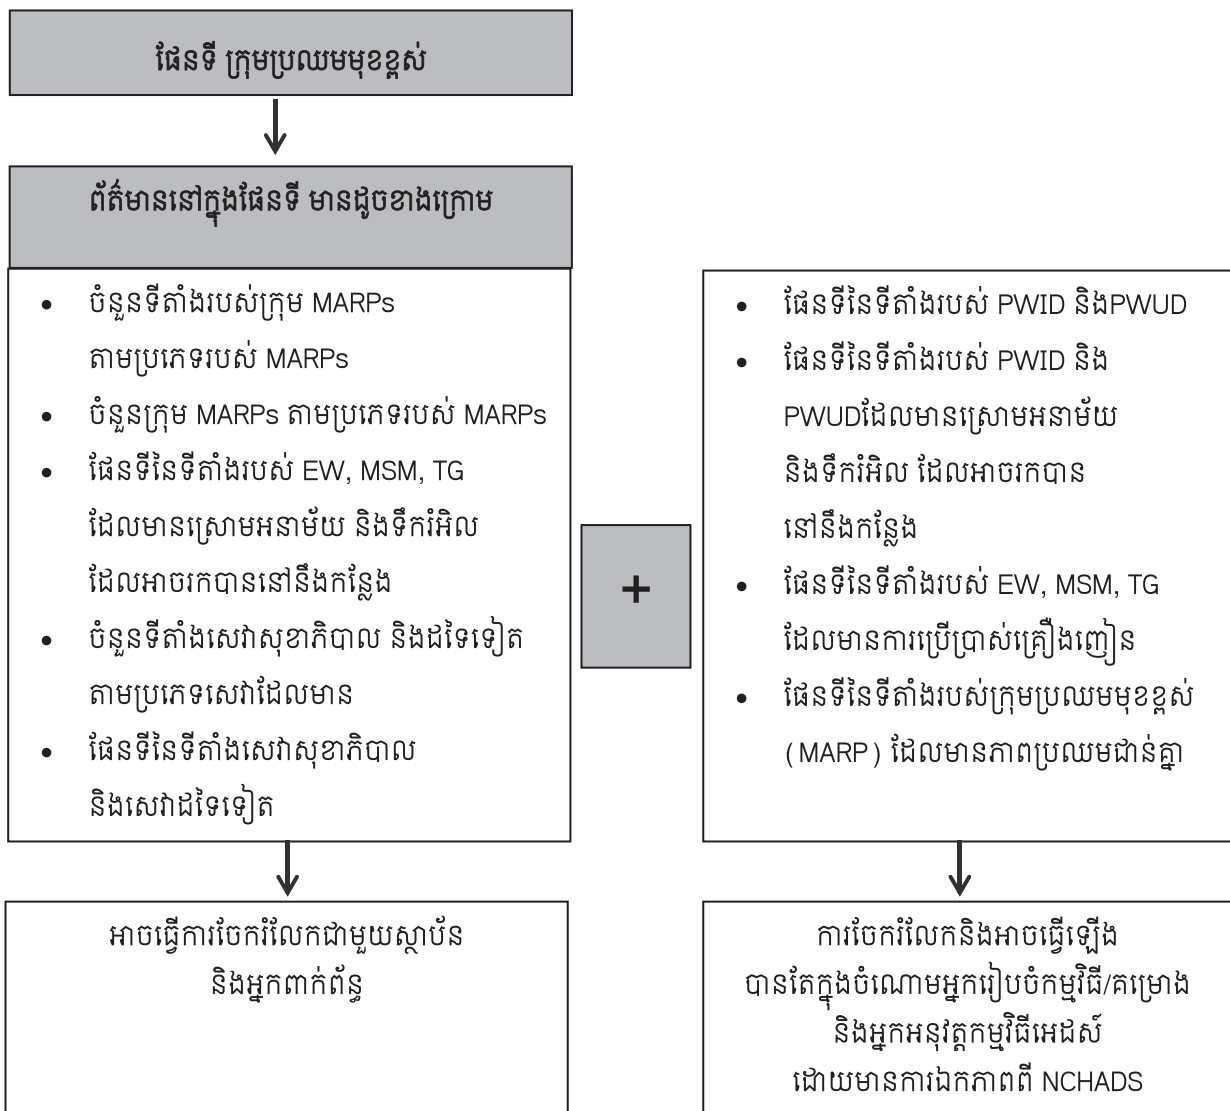 ផែនទី ក្រុមប្រឈមមុខខ្ពស់
ព័ត៌មាននៅក្នុងផែនទី មានដូចខាងក្រោម
• ចំនួនទីតាំងរបស់ក្រុម MARPs
តាមប្រភេទរបស់ MARPs
• ចំនួនក្រុម MARPs តាមប្រភេទរបស់ MARPs
• ផែនទីនៃទីតាំងរបស់ EW, MSM, TG
ដែលមានស្រោមអនាម័យ និងទឹករំអិល
ដែលអាចរកបាននៅនឹងកន្លែង
• ចំនួនទីតាំងសេវាសុខាភិបាល និងដទៃទៀត
តាមប្រភេទសេវាដែលមាន
• ផែនទីនៃទីតាំងសេវាសុខាភិបាល
និងសេវាដទៃទៀត
+
• ផែនទីនៃទីតាំងរបស់ PWID និងPWUD
• ផែនទីនៃទីតាំងរបស់ PWID និង
PWUDដែលមានស្រោមអនាម័យ
និងទឹករំអិល ដែលអាចរកបាន
នៅនឹងកន្លែង
• ផែនទីនៃទីតាំងរបស់ EW, MSM, TG
ដែលមានការប្រើប្រាស់គ្រឿងញៀន
• ផែនទីនៃទីតាំងរបស់ក្រុមប្រឈមមុខខ្ពស់
(MARP) ដែលមានភាពប្រឈមជាន់គ្នា
អាចធ្វើការចែករំលែកជាមួយស្ថាប័ន
និងអ្នកពាក់ព័ន្ធ
ការចែករំលែកនិងអាចធ្វើឡើង
បានតែក្នុងចំណោមអ្នករៀបចំកម្មវិធី/គម្រោង
និងអ្នកអនុវត្តកម្មវិធីអេដស៍
ដោយមានការឯកភាពពី NCHADS